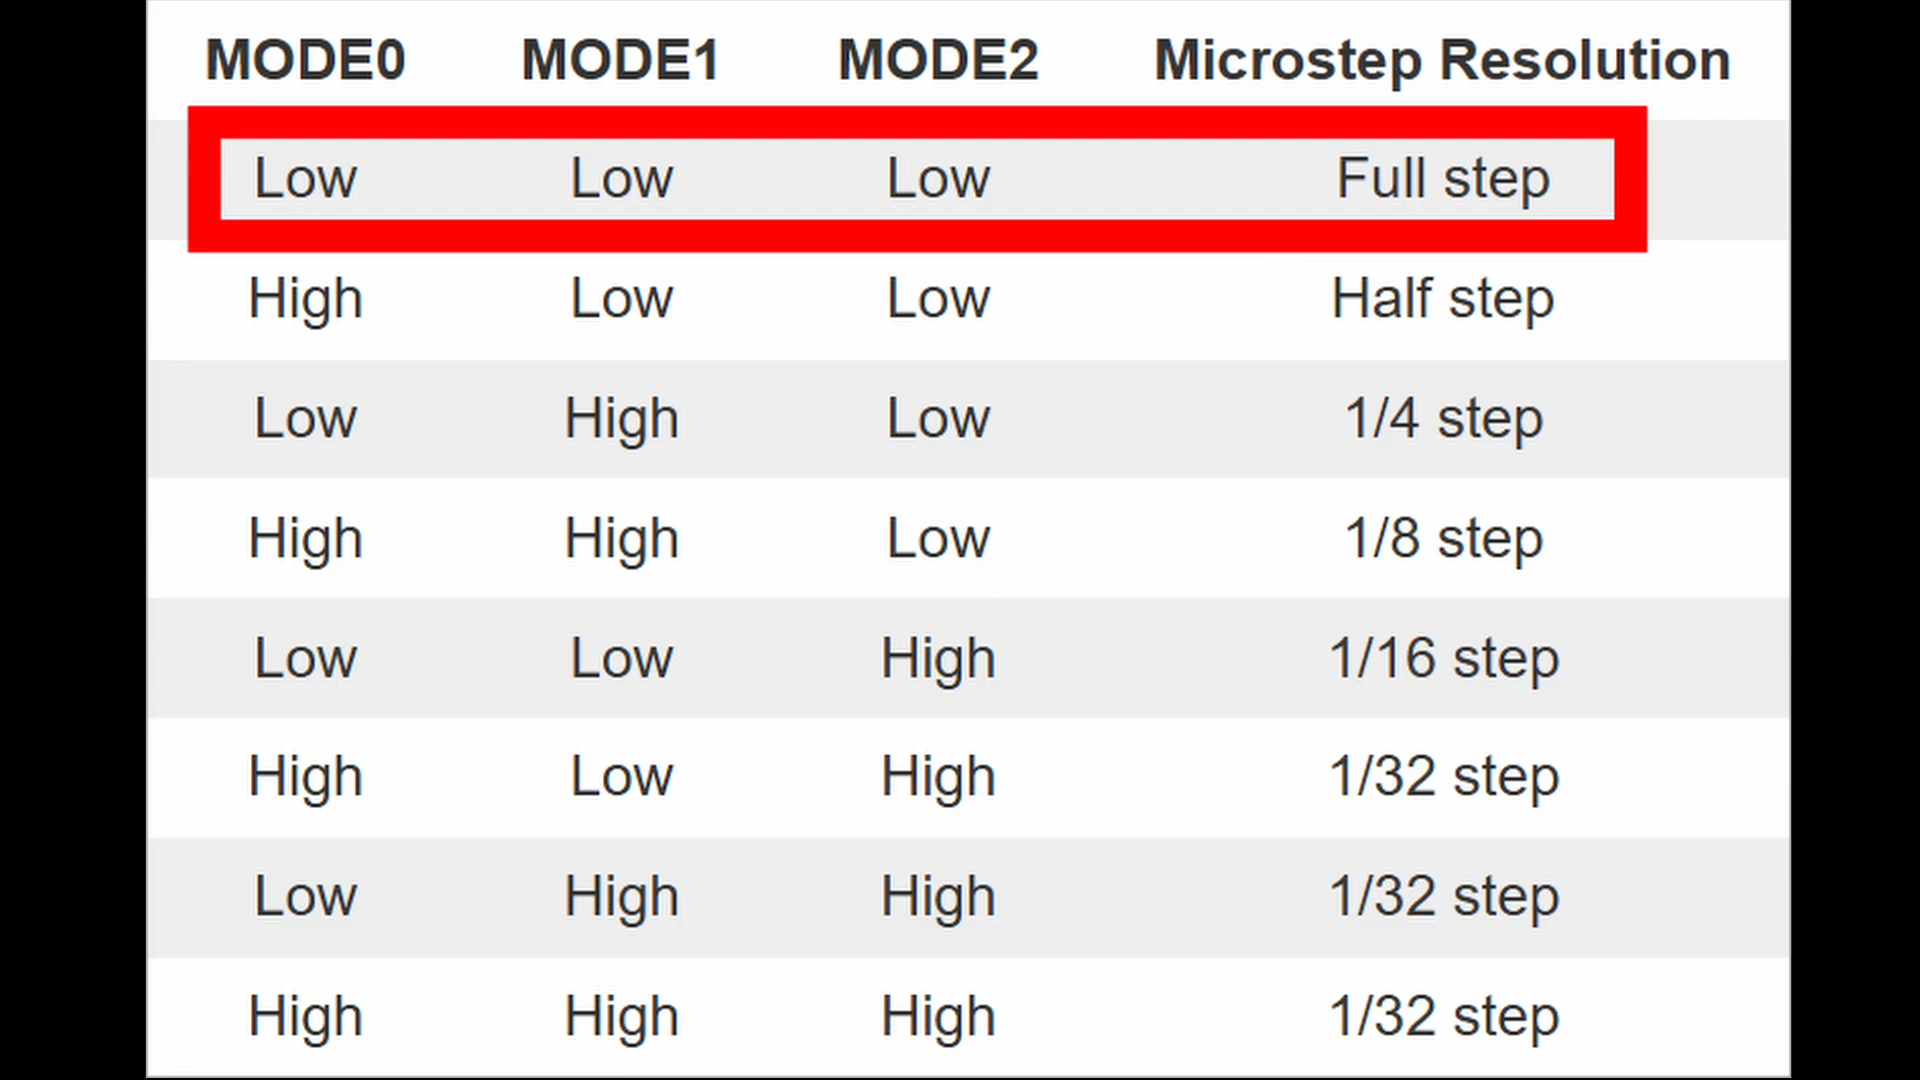 MODE0 MODE1 MODE2 Microstep Resolution
Low Low Low Full step
High Low Low Half step
Low High Low 1/4 step
High High Low 1/8 step
Low Low High 1/16 step
High Low High 1/32 step
Low High High 1/32 step
High High High 1/32 step